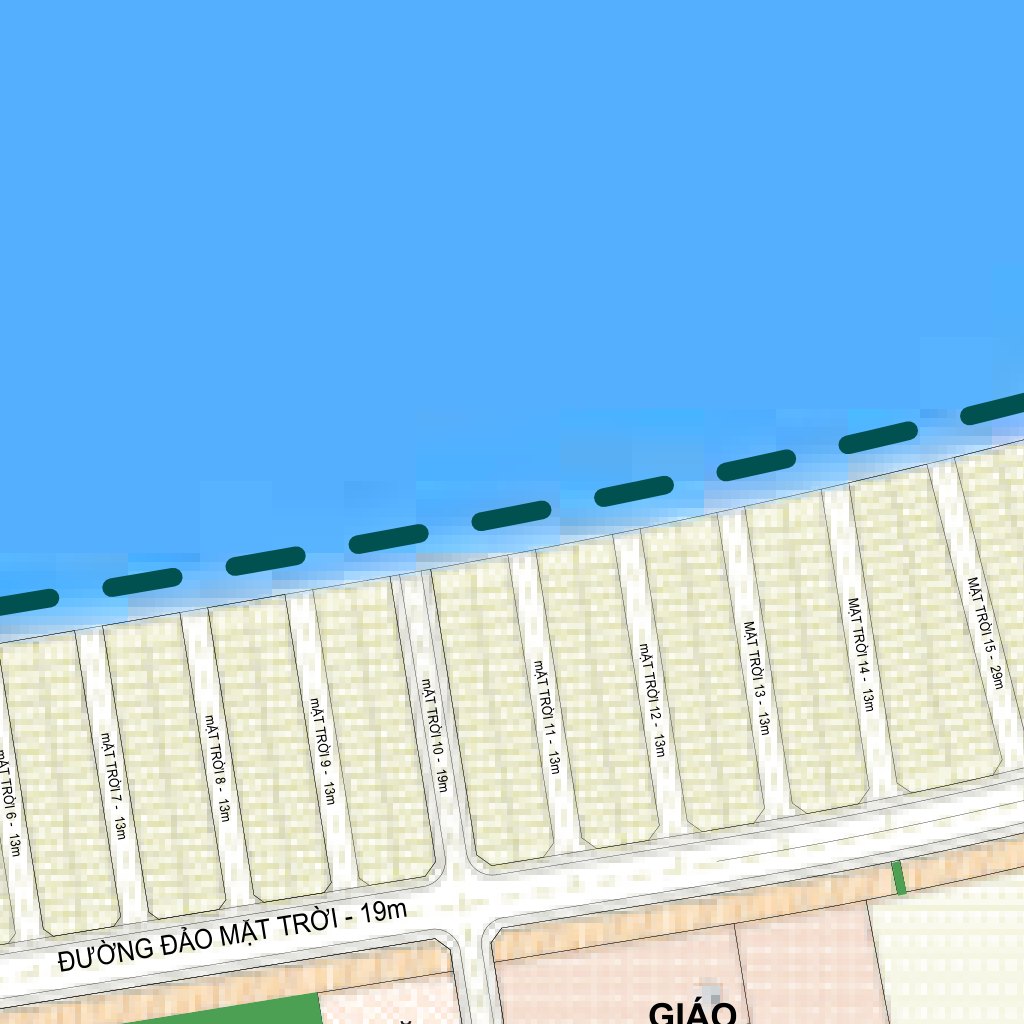 mẶT TRỜI 6 - 13m
mẶT TRỜI 7 - 13m
mẶT TRỜI 8 - 13m
mẶT TRỜI 9 - 13m
mẶT TRỜI 10 - 19m
mẶT TRỜI 11 - 13m
mẶT TRỜI 12 - 13m
MẶT TRỜI 13 - 13m
MẶT TRỜI 14 - 13m
MẶT TRỜI 15 - 29m
ĐƯỜNG ĐẢO MẶT TRỜI - 19m
GIÁO